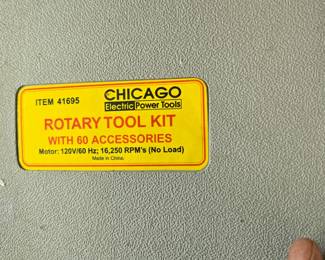 ITEM 41695 CHICAGO
Electric Power Tools
ROTARY TOOL KIT
WITH 60 ACCESSORIES
Motor: 120V/60 Hz; 16,250 RPM's (No Load)
Made in China.